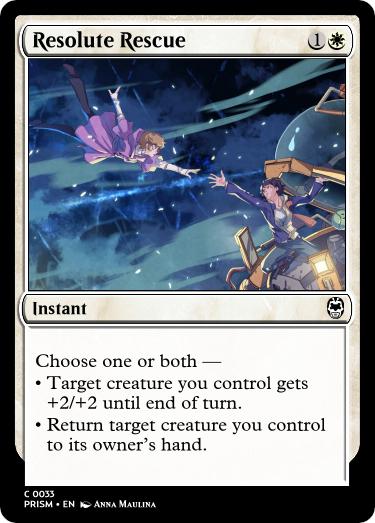 Resolute Rescue 1
Instant
Choose one or both —
• Target creature you control gets
+2/+2 until end of turn.
• Return target creature you control
to its owner's hand.
C 0033
PRISM • EN Anna Maulina